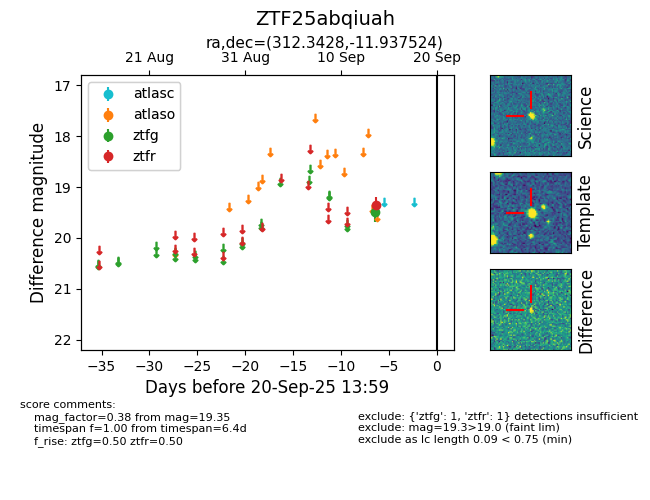 ZTF25abqiuah
ra,dec=(312.3428,-11.937524)
21 Aug 31 Aug 10 Sep 20 Sep
atlasc
atlaso
ztfg
ztfr
17
18
19
20
21
22
Difference magnitude
−35 −30 −25 −20 −15 −10 −5 0
Days before 20-Sep-25 13:59
Science
Template
Difference
score comments:
mag_factor=0.38 from mag=19.35
timespan f=1.00 from timespan=6.4d
f_rise: ztfg=0.50 ztfr=0.50
exclude: {'ztfg': 1, 'ztfr': 1} detections insufficient
exclude: mag=19.3>19.0 (faint lim)
exclude as lc length 0.09 < 0.75 (min)